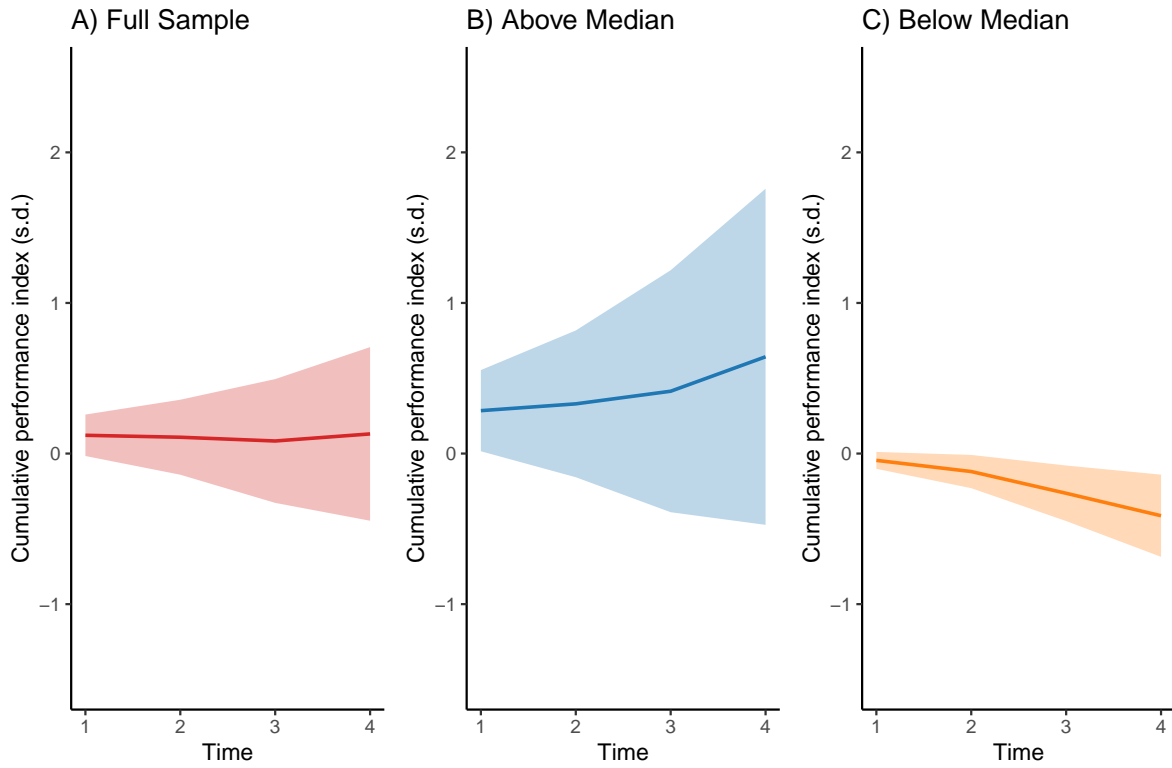 A) Full Sample
Cumulative performance index (s.d.)
2
1
0
−1
1 2 3 4
Time
B) Above Median
Cumulative performance index (s.d.)
2
1
0
−1
1 2 3 4
Time
C) Below Median
Cumulative performance index (s.d.)
2
1
0
−1
1 2 3 4
Time